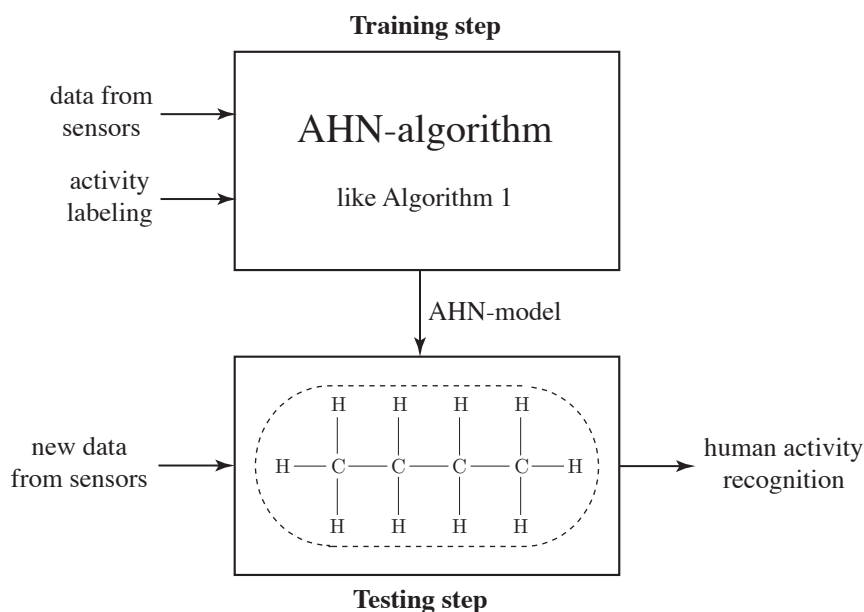 Training step
data from
sensors
activity
labeling
AHN-algorithm
like Algorithm 1
AHN-model
new data
from sensors
H H H H
H C C C C H
H H H H
human activity
recognition
Testing step